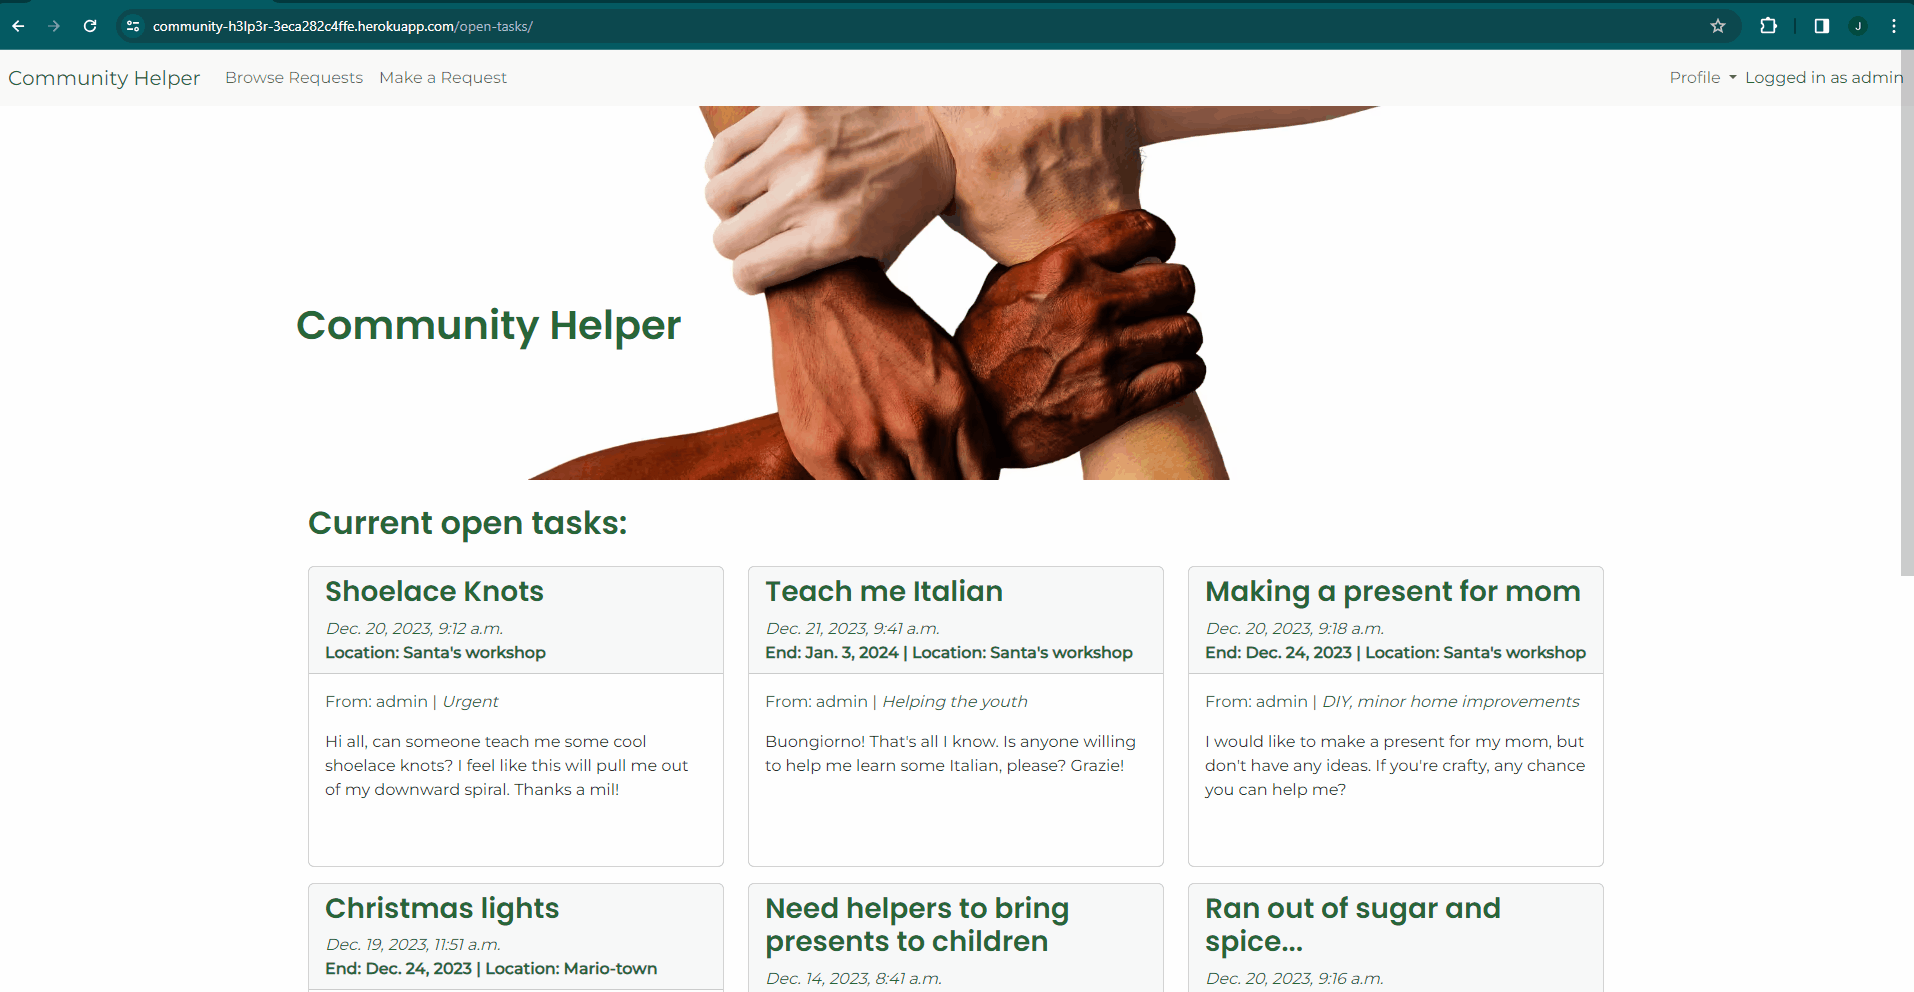 community-h3lp3r-3eca282c4ffe.herokuapp.com/open-tasks/
J
Community Helper Browse Requests Make a Request Profile Logged in as admin
Community Helper
Current open tasks:
Shoelace Knots
Dec. 20, 2023, 9:12 a.m.
Location: Santa's workshop
From: admin | Urgent
Hi all, can someone teach me some cool
shoelace knots? I feel like this will pull me out
of my downward spiral. Thanks a mil!
Teach me Italian
Dec. 21, 2023, 9:41 a.m.
End: Jan. 3, 2024 | Location: Santa's workshop
From: admin | Helping the youth
Buongiorno! That's all I know. Is anyone willing
to help me learn some Italian, please? Grazie!
Making a present for mom
Dec. 20, 2023, 9:18 a.m.
End: Dec. 24, 2023 | Location: Santa's workshop
From: admin | DIY, minor home improvements
I would like to make a present for my mom, but
don't have any ideas. If you're crafty, any chance
you can help me?
Christmas lights
Dec. 19, 2023, 11:51 a.m.
End: Dec. 24, 2023 | Location: Mario-town
Need helpers to bring
presents to children
Dec. 14, 2023, 8:41 a.m.
Ran out of sugar and
spice...
Dec. 20, 2023, 9:16 a.m.